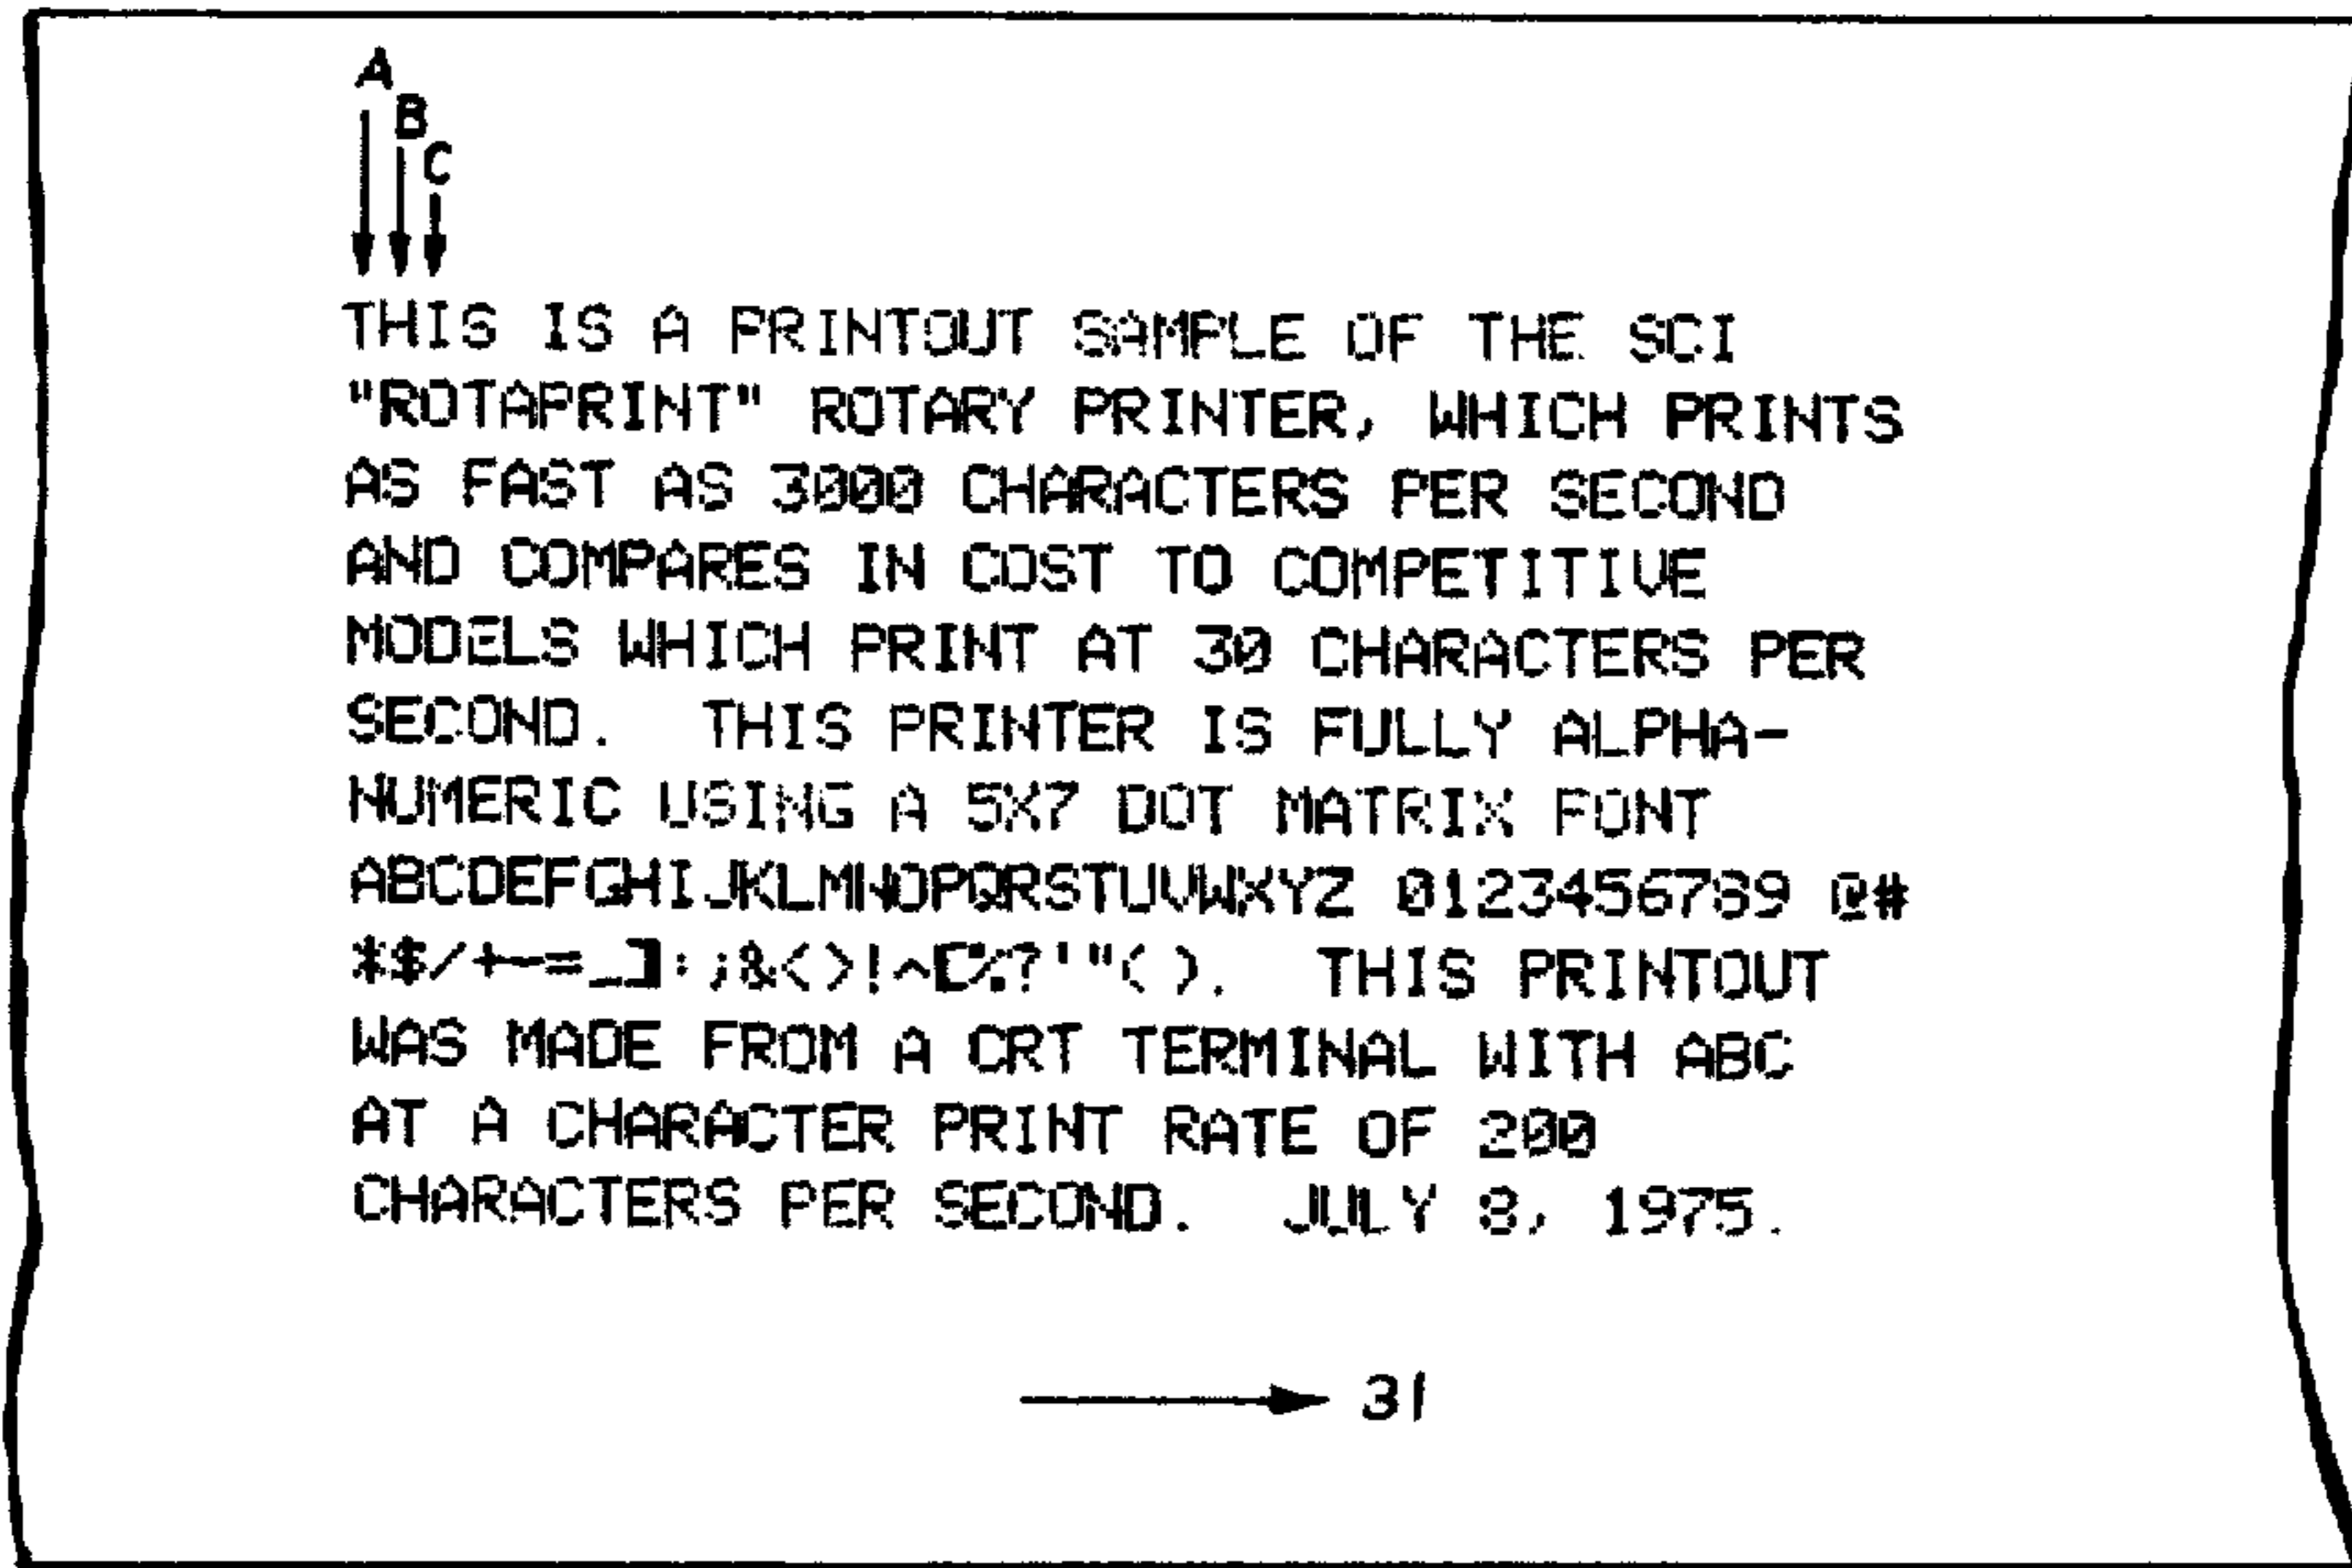 A
B
C
THIS IS A PRINTOUT SAMPLE OF THE SCI
"ROTAPRINT" ROTARY PRINTER, WHICH PRINTS
AS FAST AS 3000 CHARACTERS PER SECOND
AND COMPARES IN COST TO COMPETITIVE
MODELS WHICH PRINT AT 30 CHARACTERS PER
SECOND.  THIS PRINTER IS FULLY ALPHA-
NUMERIC USING A 5X7 DOT MATRIX FONT
ABCDEFGHIJKLMNOPQRSTUVWXYZ 0123456789 @#
*$/+-=_]:;&<>!^[%?'"().  THIS PRINTOUT
WAS MADE FROM A CRT TERMINAL WITH ABC
AT A CHARACTER PRINT RATE OF 200
CHARACTERS PER SECOND.  JULY 8, 1975.
31